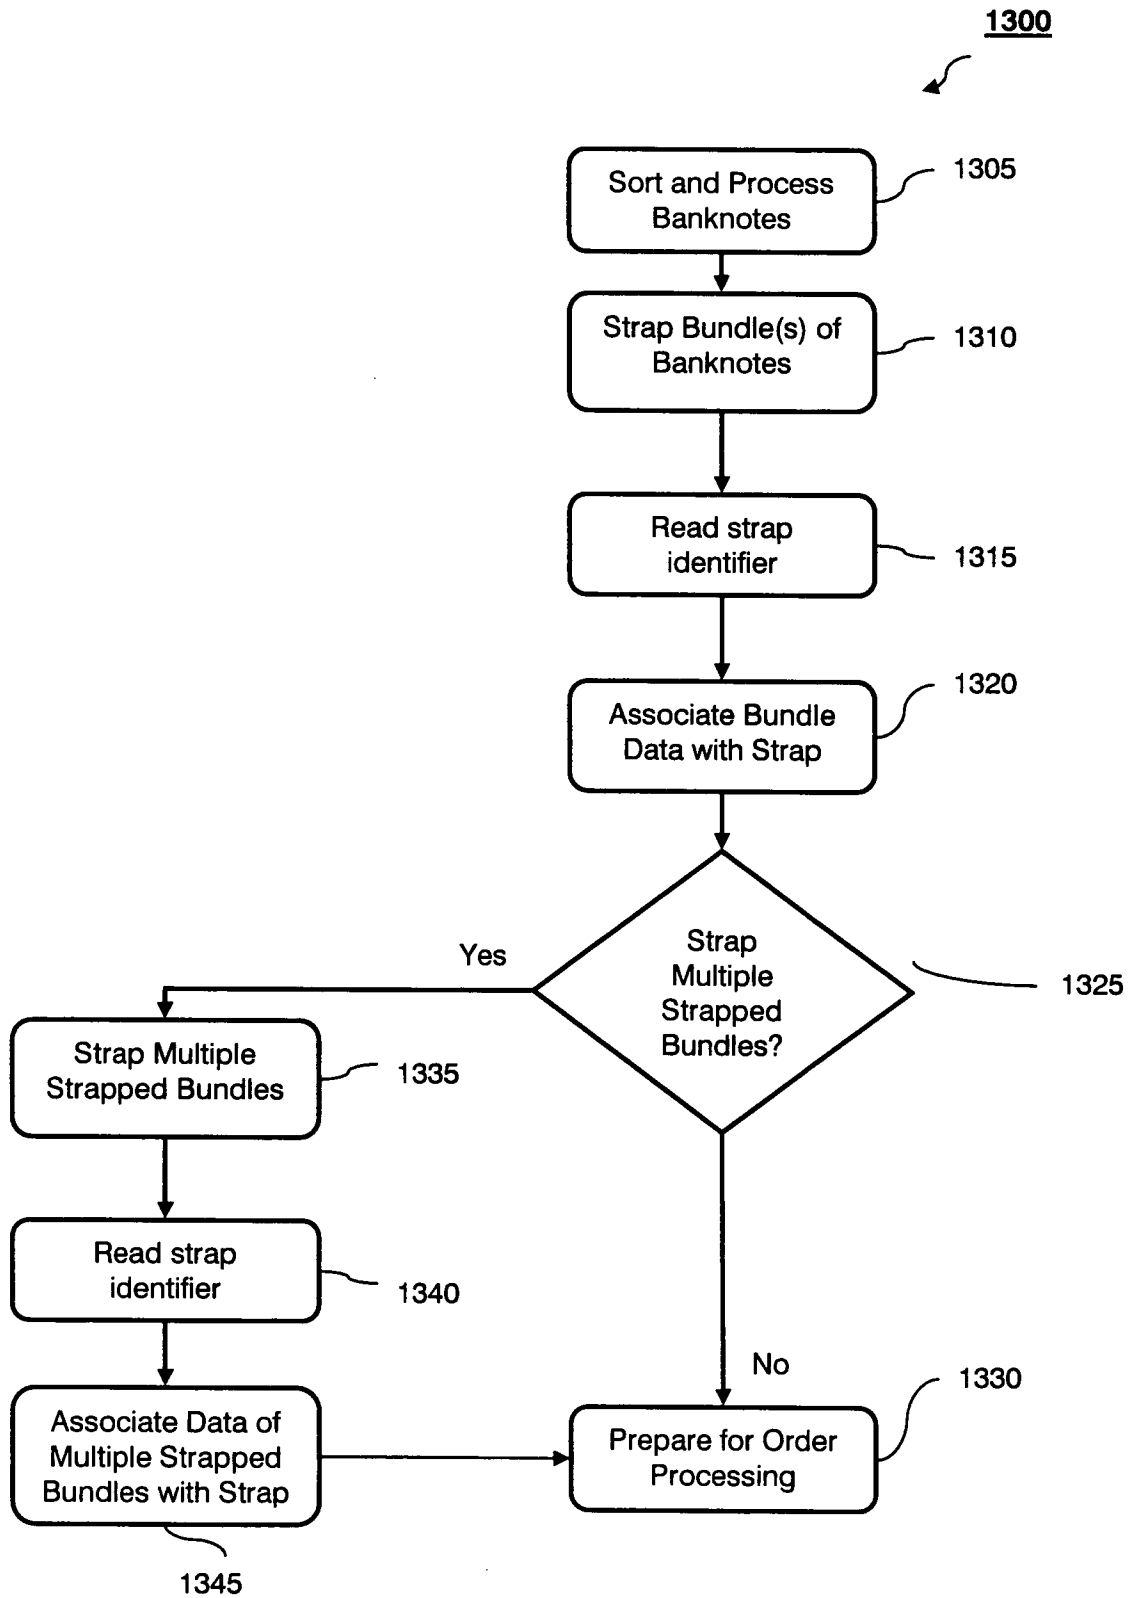 1300
Sort and Process
Banknotes
1305
Strap Bundle(s) of
Banknotes
1310
Read strap
identifier
1315
Associate Bundle
Data with Strap
1320
Strap
Multiple
Strapped
Bundles?
1325
Yes
Strap Multiple
Strapped Bundles
1335
Read strap
identifier
1340
Associate Data of
Multiple Strapped
Bundles with Strap
1345
No
Prepare for Order
Processing
1330